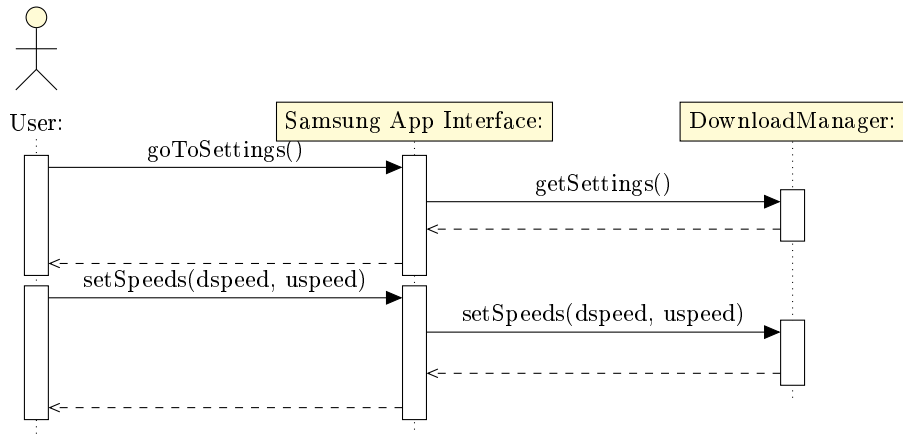 User:
Samsung App Interface:
DownloadManager:
goToSettings()
getSettings()
setSpeeds(dspeed, uspeed)
setSpeeds(dspeed, uspeed)